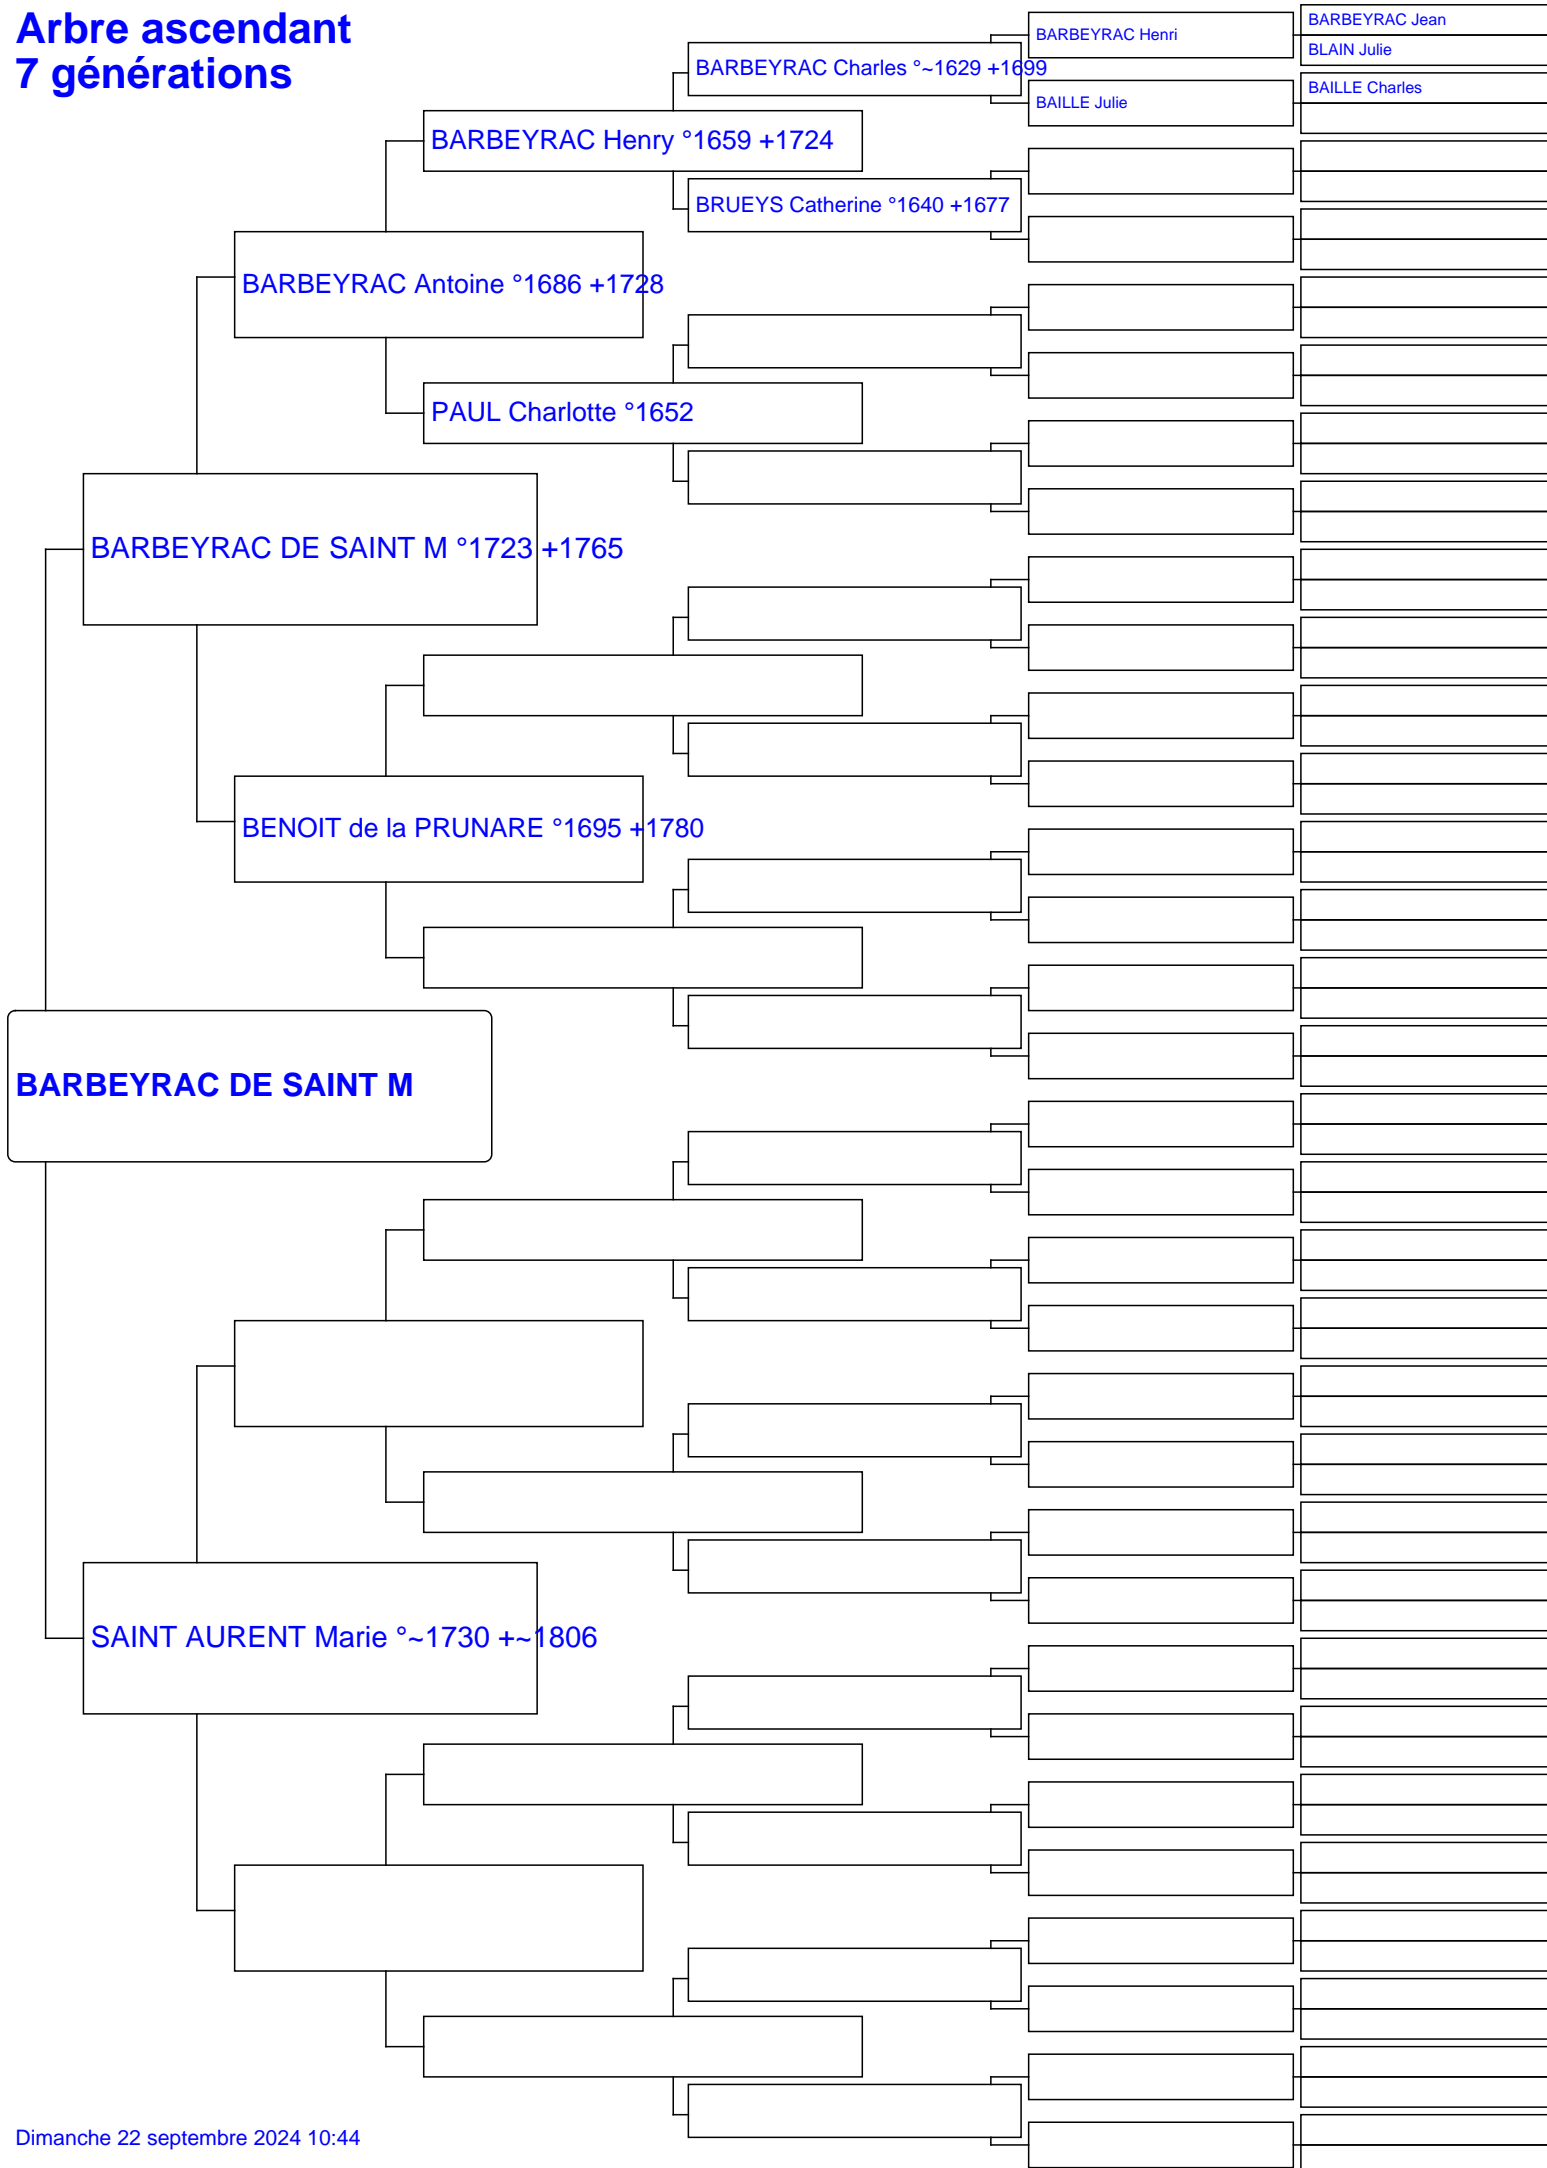 Arbre ascendant
7 générations
BARBEYRAC Jean
BLAIN Julie
BARBEYRAC Henri
BARBEYRAC Charles °~1629 +1699
BAILLE Charles
BAILLE Julie
BARBEYRAC Henry °1659 +1724
BRUEYS Catherine °1640 +1677
BARBEYRAC Antoine °1686 +1728
PAUL Charlotte °1652
BARBEYRAC DE SAINT M °1723 +1765
BENOIT de la PRUNARE °1695 +1780
BARBEYRAC DE SAINT M
SAINT AURENT Marie °~1730 +~1806
Dimanche 22 septembre 2024 10:44